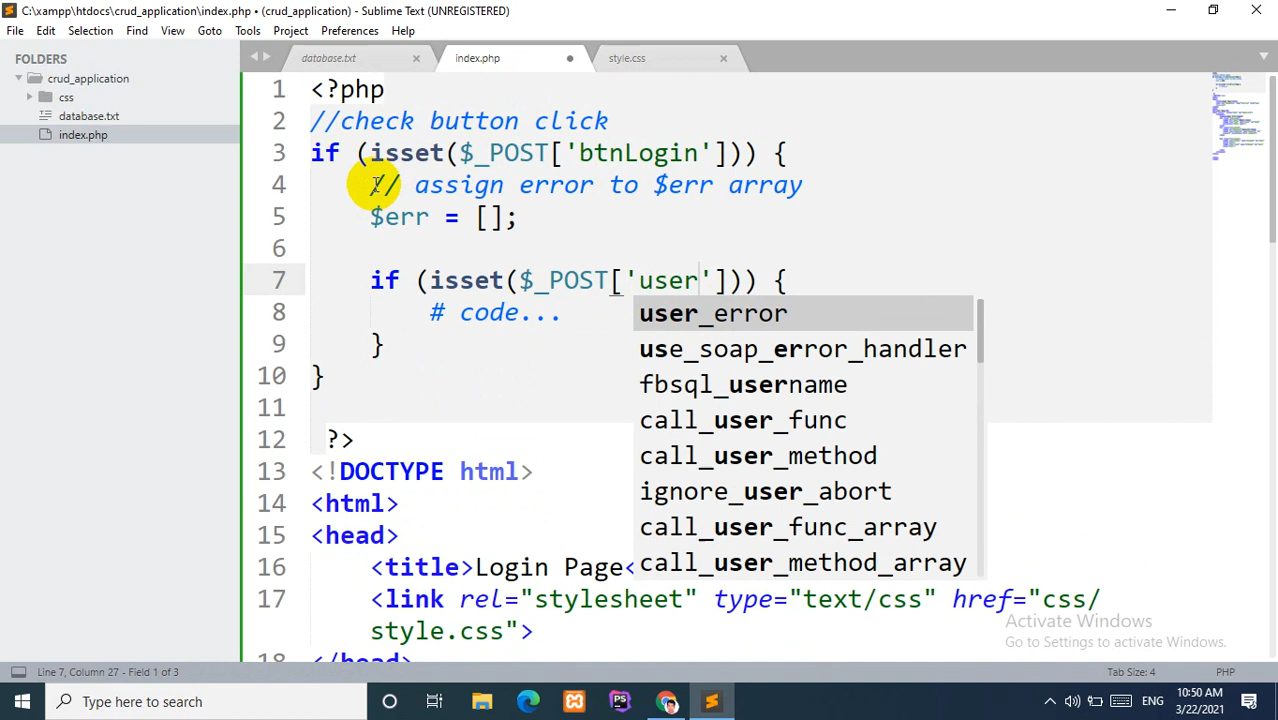 C:\xampp\htdocs\crud_application\index.php • (crud_application) - Sublime Text (UNREGISTERED)
File Edit Selection Find View Goto Tools Project Preferences Help
FOLDERS
crud_application
css
database.txt
index.php
database.txt index.php style.css
1 <?php
2 //check button click
3 if (isset($_POST['btnLogin'])) {
4 // assign error to $err array
5 $err = [];
6
7 if (isset($_POST['user'])) {
8 # code...
9 }
10 }
11
12 ?>
13 <!DOCTYPE html>
14 <html>
15 <head>
16 <title>Login Page<
17 <link rel="stylesheet" type="text/css" href="css/
style.css">
18 </head>
user_error
use_soap_error_handler
fbsql_username
call_user_func
call_user_method
ignore_user_abort
call_user_func_array
call_user_method_array
Activate Windows
Go to Settings to activate Windows.
Line 7, Column 27 - Field 1 of 3
Tab Size: 4 PHP
Type here to search
PS
ENG
10:50 AM
3/22/2021